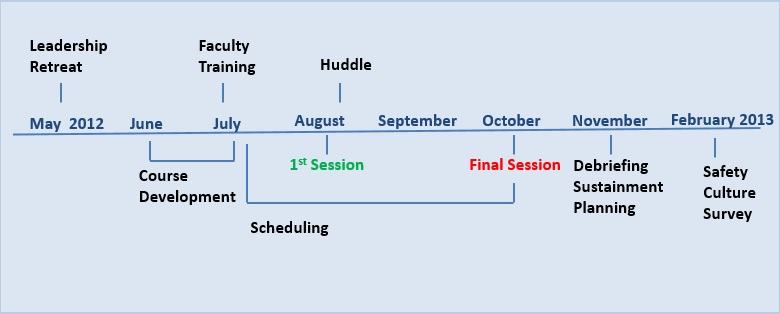 Leadership
Retreat
Faculty
Training
Huddle
May 2012 June July August September October November February 2013
Course
Development
1st Session
Final Session
Debriefing
Sustainment
Planning
Safety
Culture
Survey
Scheduling